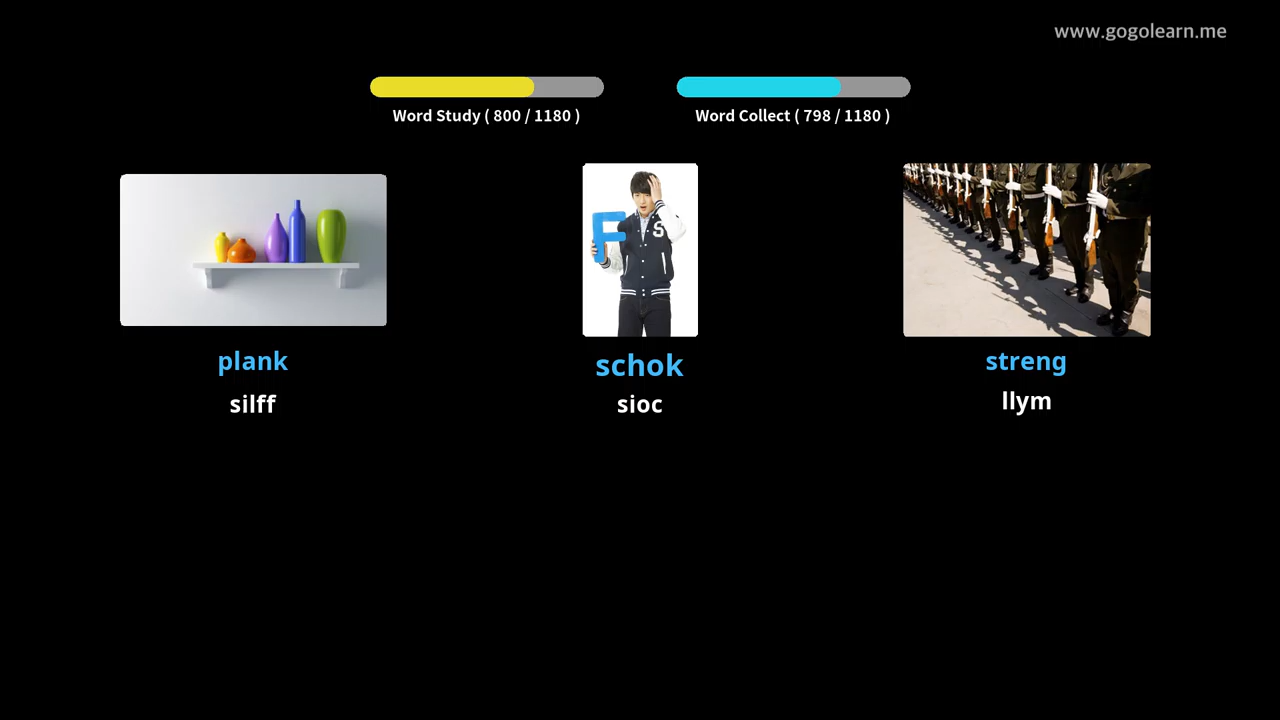 www.gogolearn.me
Word Study ( 800 / 1180 )
Word Collect ( 798 / 1180 )
F
S
plank
schok
streng
silff
sioc
llym